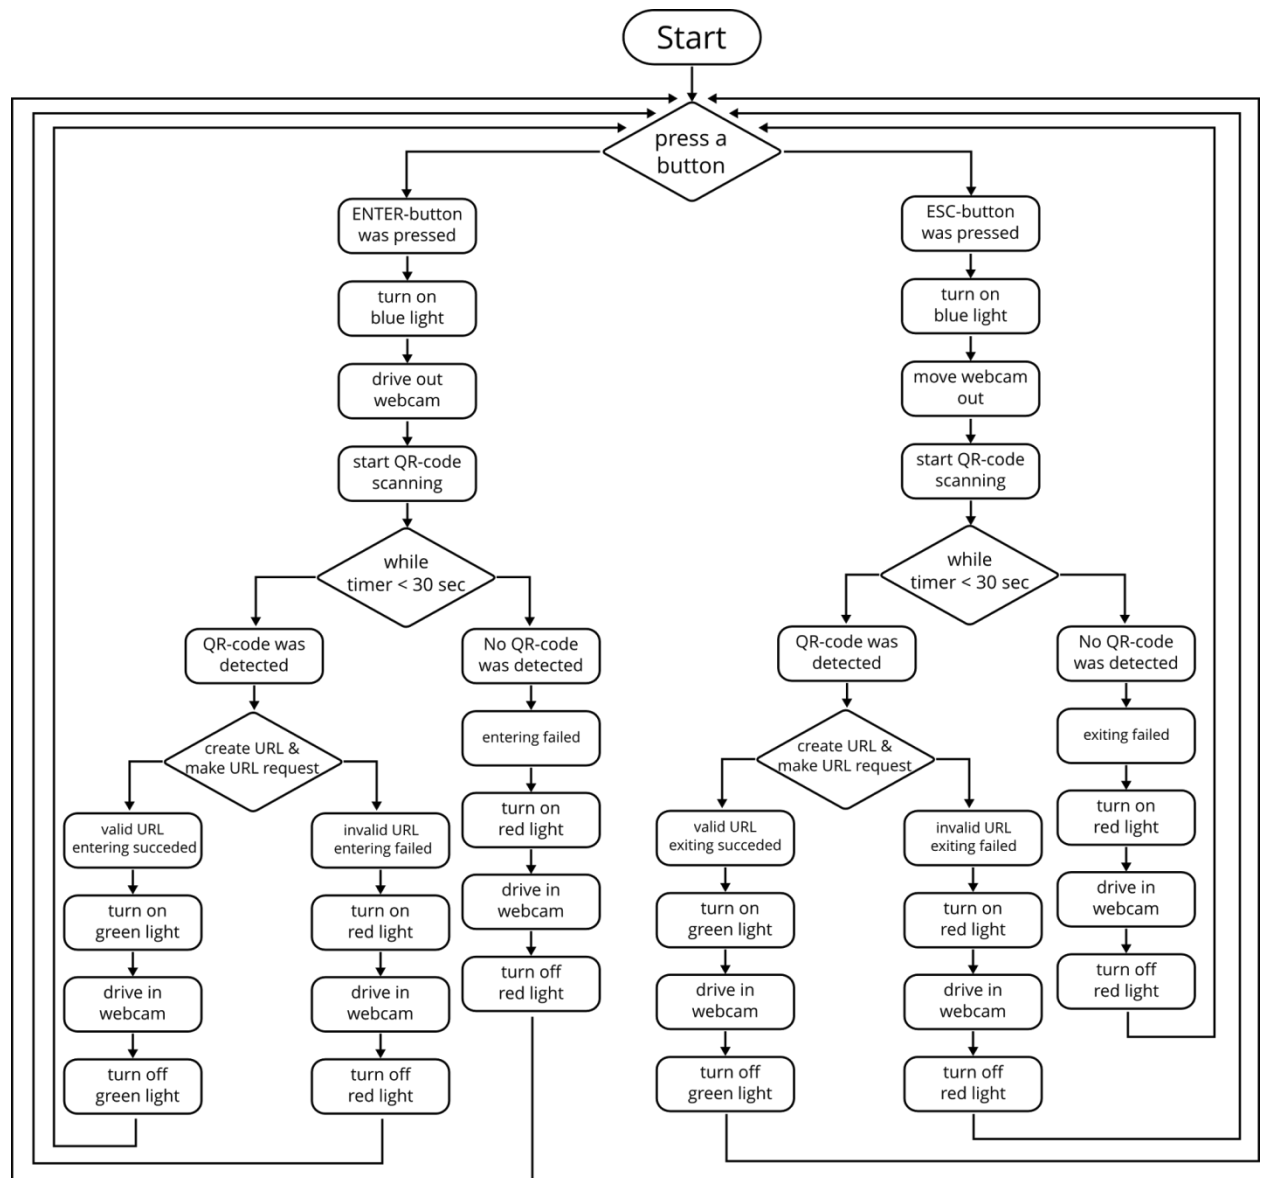 Start
press a
button
ENTER-button
was pressed
turn on
blue light
drive out
webcam
start QR-code
scanning
while
timer < 30 sec
QR-code was
detected
No QR-code
was detected
create URL &
make URL request
entering failed
turn on
red light
drive in
webcam
turn off
red light
valid URL
entering succeded
turn on
green light
drive in
webcam
turn off
green light
invalid URL
entering failed
turn on
red light
drive in
webcam
turn off
red light
ESC-button
was pressed
turn on
blue light
move webcam
out
start QR-code
scanning
while
timer < 30 sec
QR-code was
detected
No QR-code
was detected
create URL &
make URL request
exiting failed
turn on
red light
drive in
webcam
turn off
red light
valid URL
exiting succeded
turn on
green light
drive in
webcam
turn off
green light
invalid URL
exiting failed
turn on
red light
drive in
webcam
turn off
red light